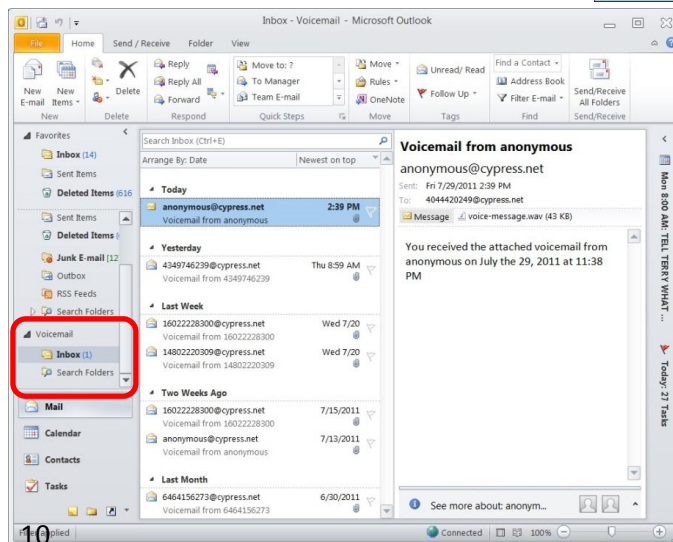 Inbox - Voicemail - Microsoft Outlook
File Home Send / Receive Folder View
New E-mail
New Items
Delete
Reply
Reply All
Forward
Move to: ?
To Manager
Team E-mail
Move
Rules
OneNote
Unread/ Read
Follow Up
Find a Contact
Address Book
Filter E-mail
Send/Receive All Folders
New Delete Respond Quick Steps Move Tags Find Send/Receive
Favorites
Inbox (14)
Sent Items
Deleted Items (616
Sent Items
Deleted Items (
Junk E-mail [12
Outbox
RSS Feeds
Search Folders
Voicemail
Inbox (1)
Search Folders
Mail
Calendar
Contacts
Tasks
Search Inbox (Ctrl+E)
Arrange By: Date Newest on top
Today
anonymous@cypress.net 2:39 PM
Voicemail from anonymous
Yesterday
4349746239@cypress.net Thu 8:59 AM
Voicemail from 4349746239
Last Week
16022228300@cypress.net Wed 7/20
Voicemail from 16022228300
14802220309@cypress.net Wed 7/20
Voicemail from 14802220309
Two Weeks Ago
16022228300@cypress.net 7/15/2011
Voicemail from 16022228300
anonymous@cypress.net 7/13/2011
Voicemail from anonymous
Last Month
6464156273@cypress.net 6/30/2011
Voicemail from 6464156273
Voicemail from anonymous
anonymous@cypress.net
Sent: Fri 7/29/2011 2:39 PM
To: 4044420249@cypress.net
Message voice-message.wav (43 KB)
You received the attached voicemail from
anonymous on July the 29, 2011 at 11:38
PM
See more about: anonym...
Mon 8:00 AM: TELL TERRY WHAT ...
Today: 27 Tasks
10
applied
Connected 100%